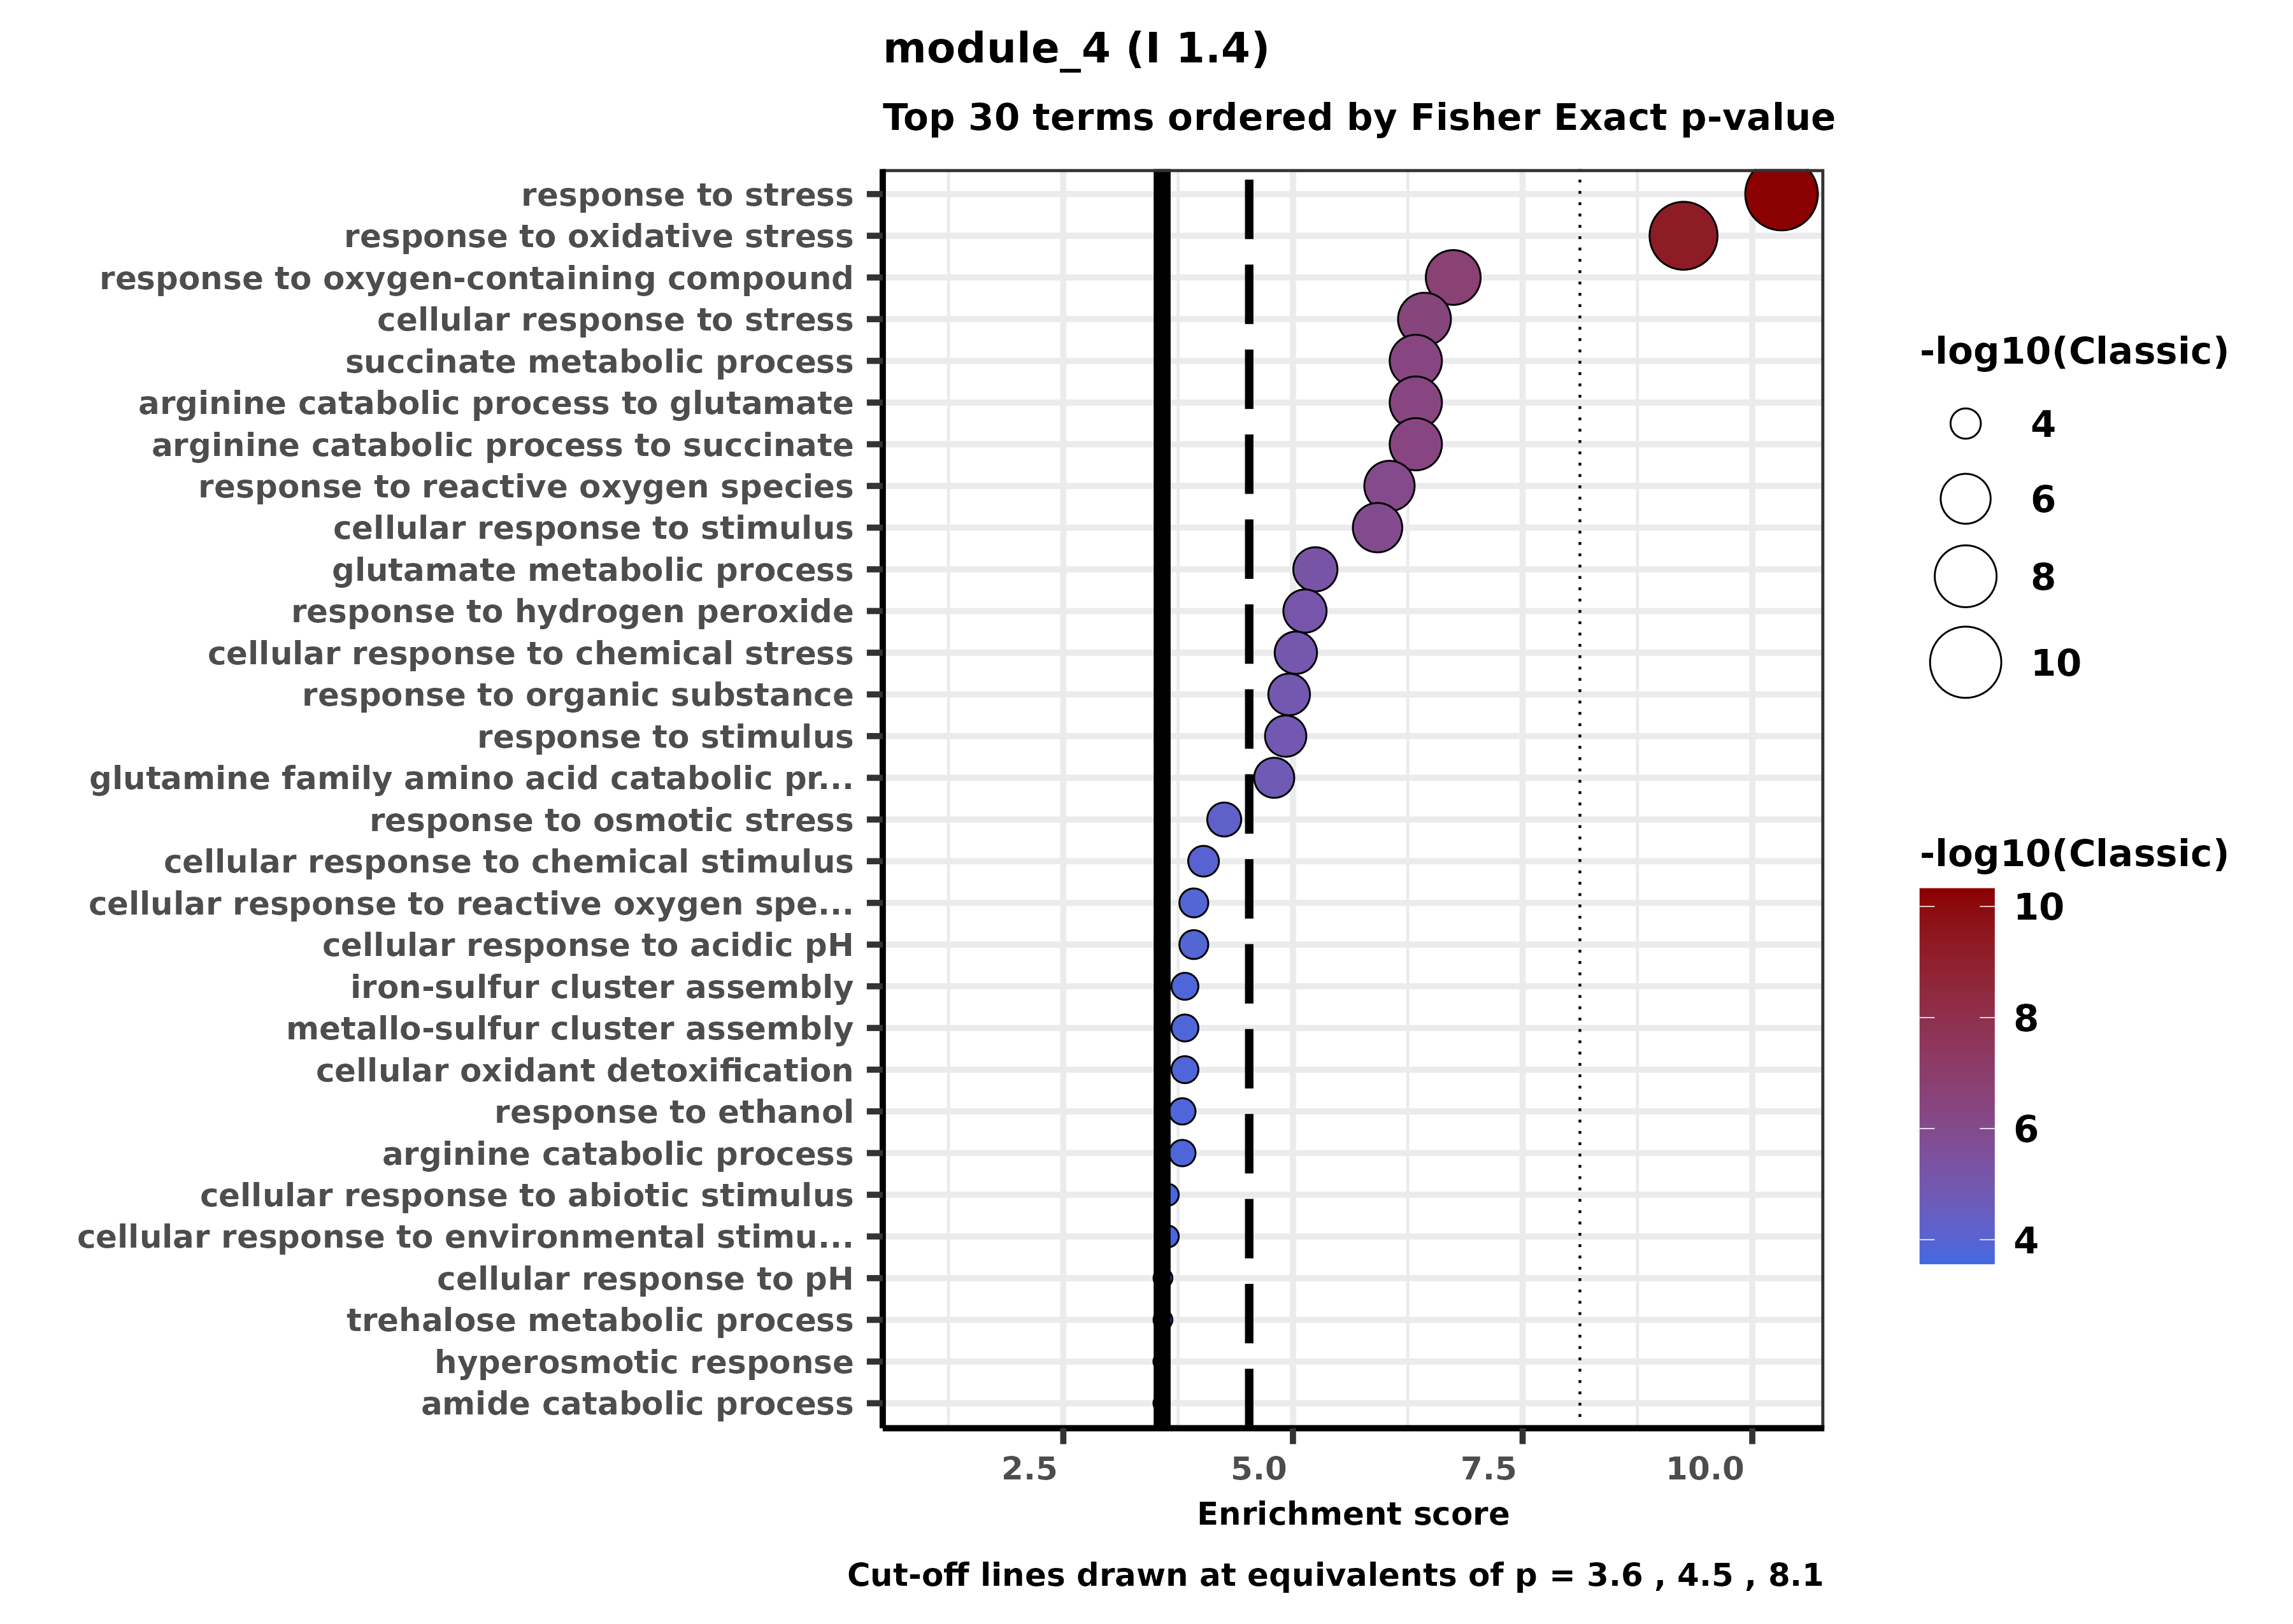 module_4 (I 1.4)
Top 30 terms ordered by Fisher Exact p-value
response to stress
response to oxidative stress
response to oxygen-containing compound
cellular response to stress
succinate metabolic process
arginine catabolic process to glutamate
arginine catabolic process to succinate
response to reactive oxygen species
cellular response to stimulus
glutamate metabolic process
response to hydrogen peroxide
cellular response to chemical stress
response to organic substance
response to stimulus
glutamine family amino acid catabolic pr...
response to osmotic stress
cellular response to chemical stimulus
cellular response to reactive oxygen spe...
cellular response to acidic pH
iron-sulfur cluster assembly
metallo-sulfur cluster assembly
cellular oxidant detoxification
response to ethanol
arginine catabolic process
cellular response to abiotic stimulus
cellular response to environmental stimu...
cellular response to pH
trehalose metabolic process
hyperosmotic response
amide catabolic process
2.5 5.0 7.5 10.0
Enrichment score
Cut-off lines drawn at equivalents of p = 3.6 , 4.5 , 8.1
-log10(Classic)
4
6
8
10
-log10(Classic)
10
8
6
4